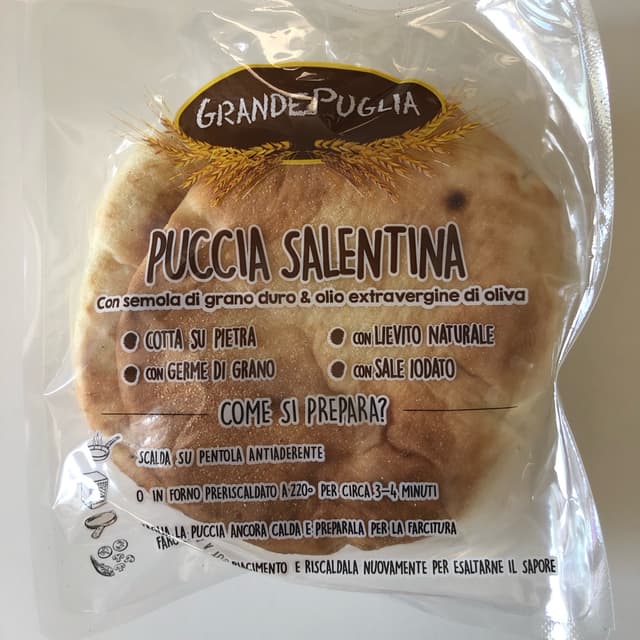 GRANDEPUGLIA
PUCCIA SALENTINA
Con semola di grano duro & olio extravergine di oliva
COTTA SU PIETRA
CON LIEVITO NATURALE
CON GERME DI GRANO
CON SALE IODATO
COME SI PREPARA?
SCALDA SU PENTOLA ANTIADERENTE
O IN FORNO PRERISCALDATO A 220° PER CIRCA 3-4 MINUTI
LA PUCCIA ANCORA CALDA E PREPARALA PER LA FARCITURA
A PIACIMENTO E RISCALDALA NUOVAMENTE PER ESALTARNE IL SAPORE